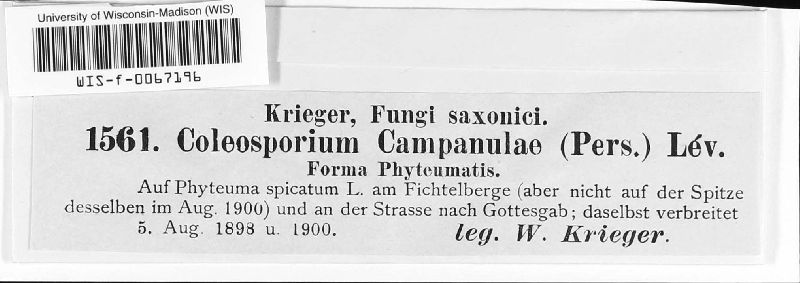 University of Wisconsin-Madison (WIS)
WIS-f-0067196
Krieger, Fungi saxonici.
1561. Coleosporium Campanulae (Pers.) Lév.
Forma Phyteumatis.
Auf Phyteuma spicatum L. am Fichtelberge (aber nicht auf der Spitze
desselben im Aug. 1900) und an der Strasse nach Gottesgab; daselbst verbreitet
5. Aug. 1898 u. 1900. leg. W. Krieger.